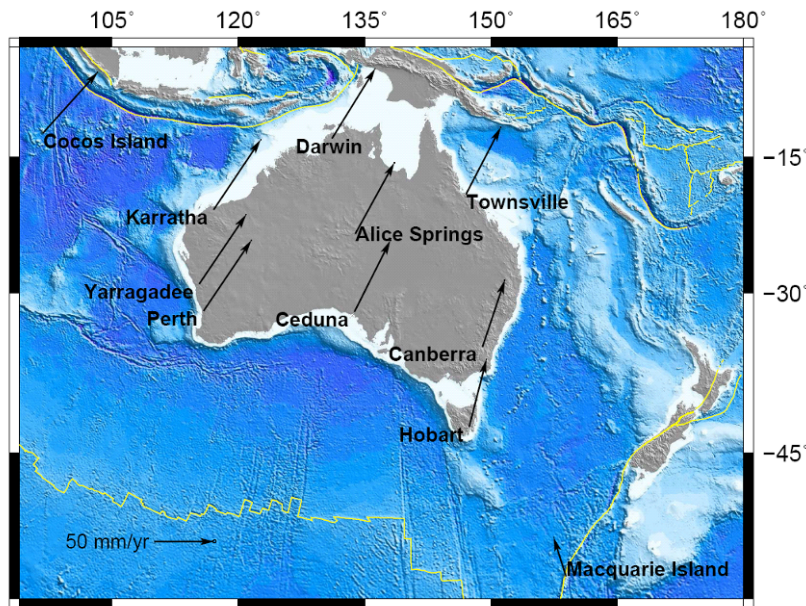 105° 120° 135° 150° 165° 180°
Cocos Island
Darwin
−15°
Karratha
Townsville
Alice Springs
Yarragadee
−30°
Perth
Ceduna
Canberra
Hobart
−45°
50 mm/yr
Macquarie Island